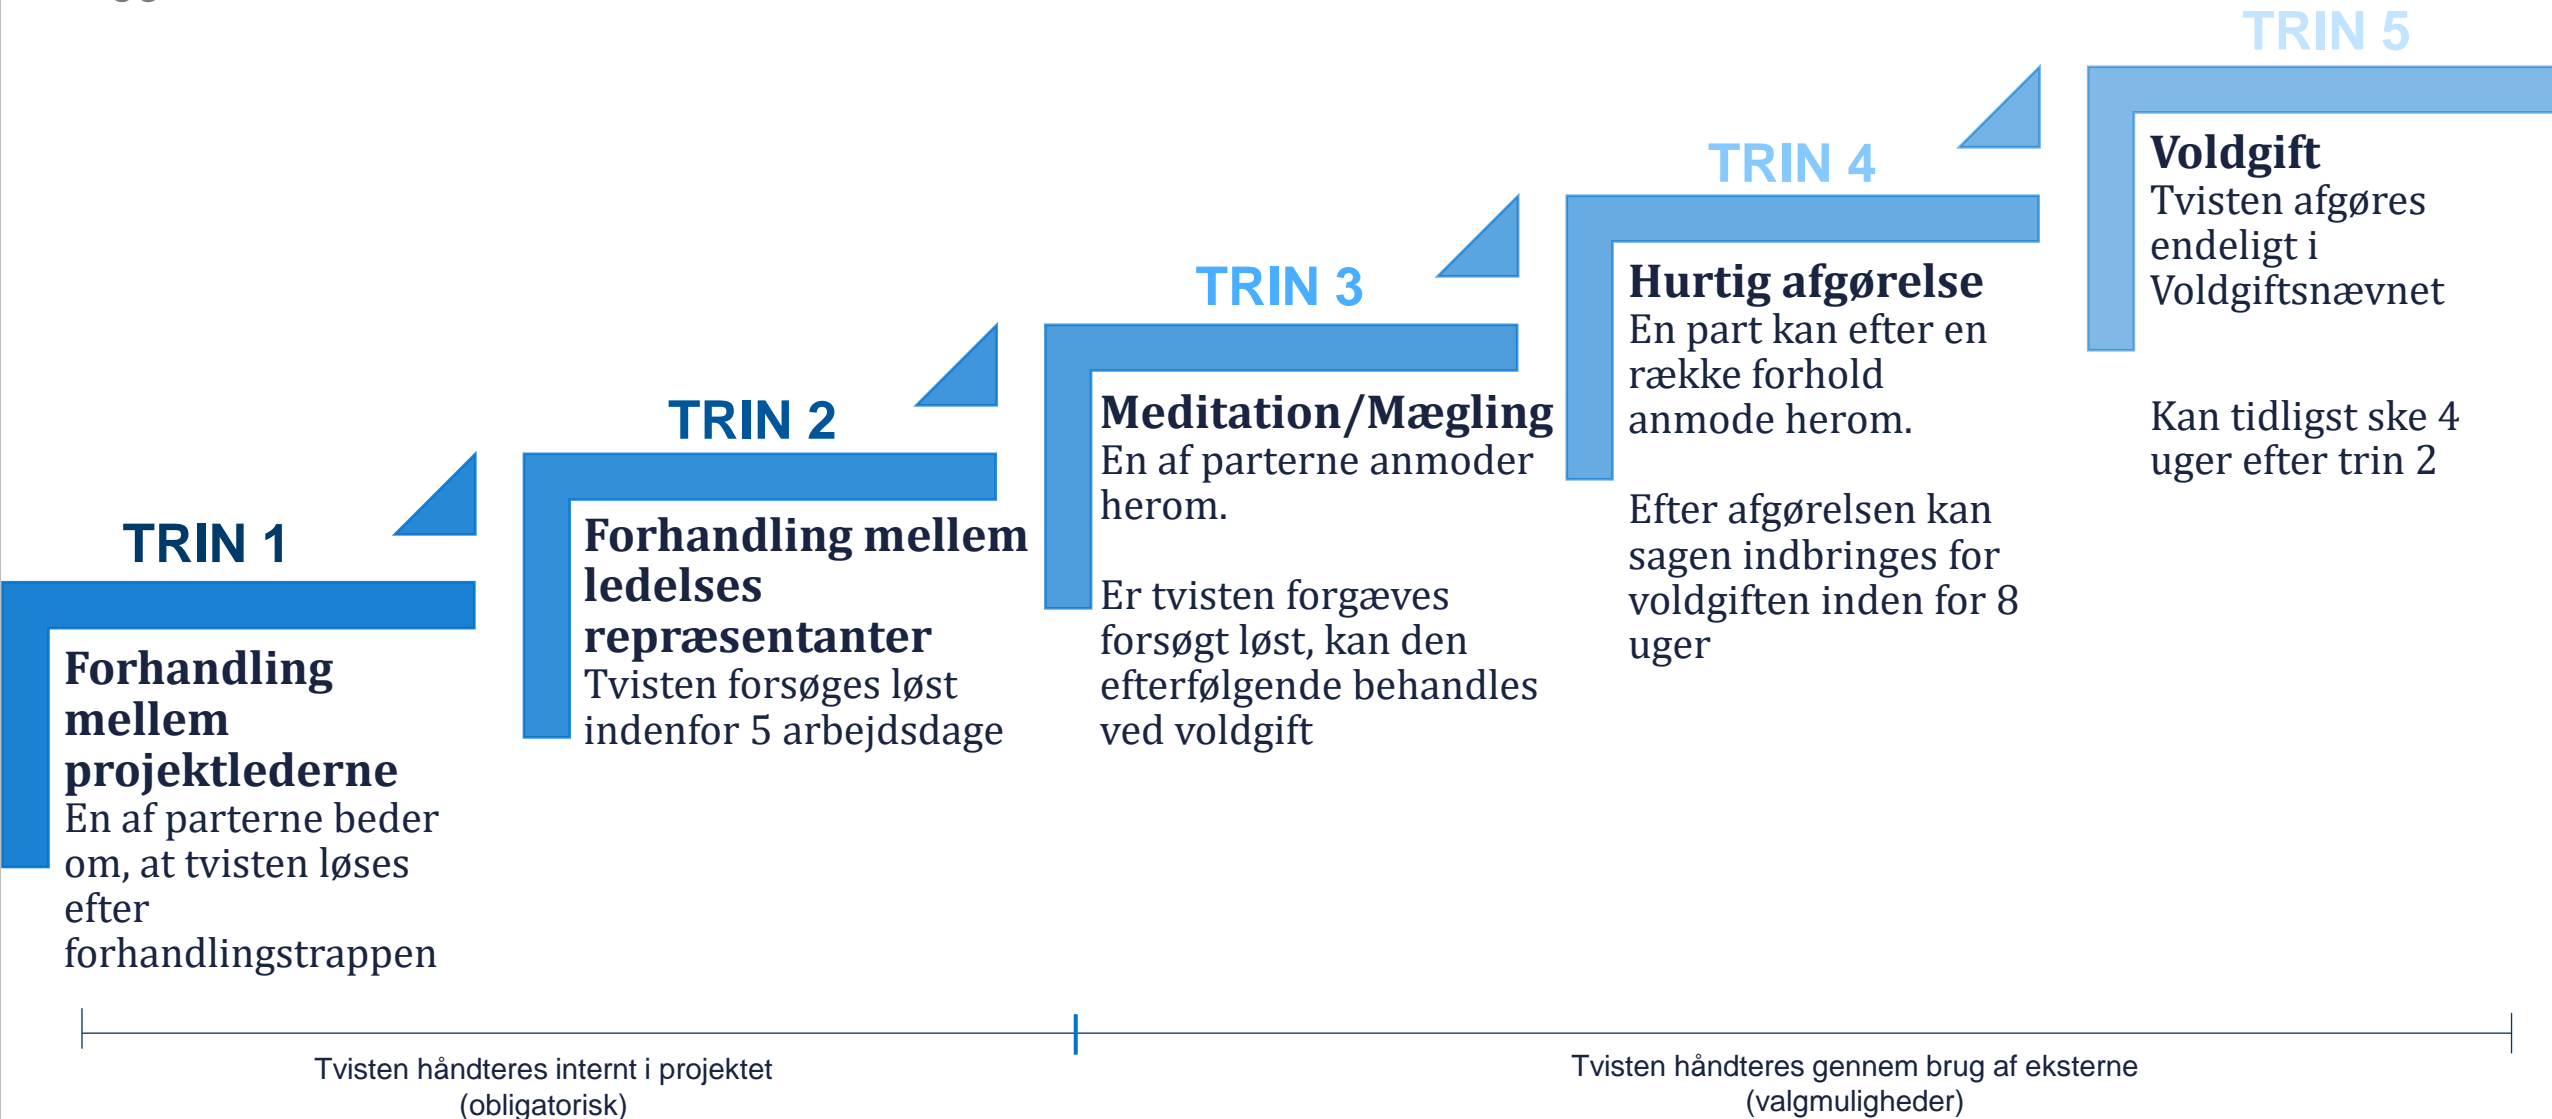 TRIN 1
Forhandling
mellem
projektlederne
En af parterne beder
om, at tvisten løses
efter
forhandlingstrappen
TRIN 2
Forhandling mellem
ledelses
repræsentanter
Tvisten forsøges løst
indenfor 5 arbejdsdage
TRIN 3
Meditation/Mægling
En af parterne anmoder
herom.
Er tvisten forgæves
forsøgt løst, kan den
efterfølgende behandles
ved voldgift
TRIN 4
Hurtig afgørelse
En part kan efter en
række forhold
anmode herom.
Efter afgørelsen kan
sagen indbringes for
voldgiften inden for 8
uger
TRIN 5
Voldgift
Tvisten afgøres
endeligt i
Voldgiftsnævnet
Kan tidligst ske 4
uger efter trin 2
Tvisten håndteres internt i projektet
(obligatorisk)
Tvisten håndteres gennem brug af eksterne
(valgmuligheder)